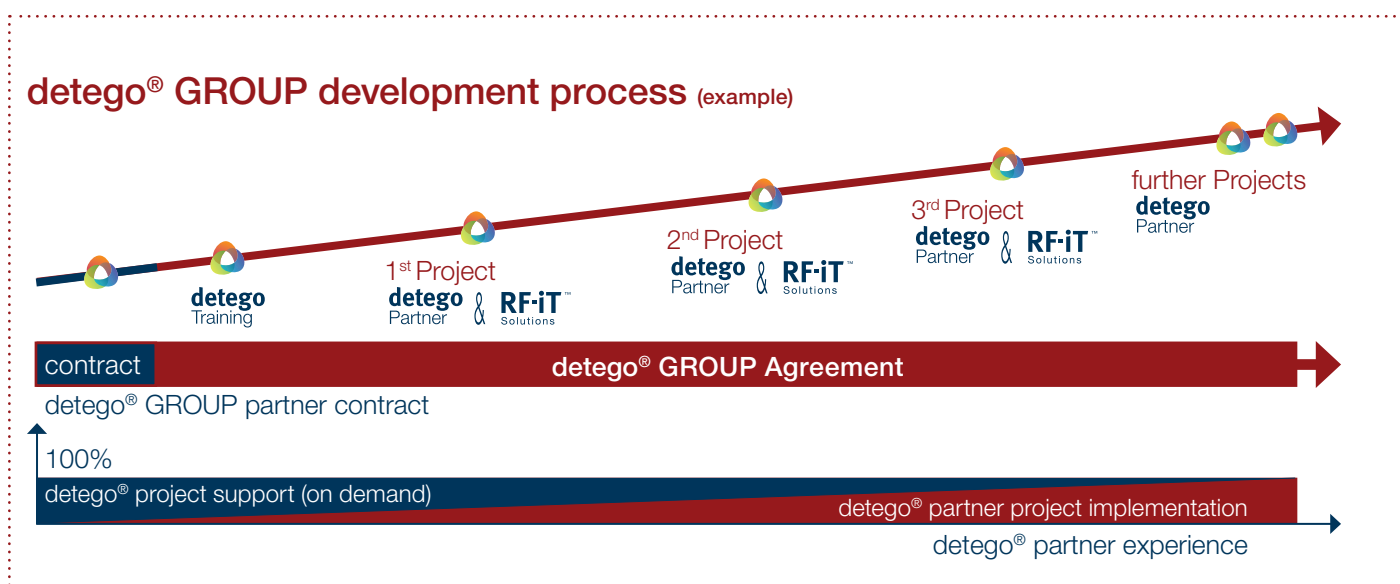 detego® GROUP development process (example)
further Projects
detego
Partner
3rd Project
detego & RF-iT™
Partner Solutions
2nd Project
detego & RF-iT™
Partner Solutions
1st Project
detego & RF-iT™
Partner Solutions
detego
Training
contract
detego® GROUP Agreement
detego® GROUP partner contract
100%
detego® project support (on demand)
detego® partner project implementation
detego® partner experience